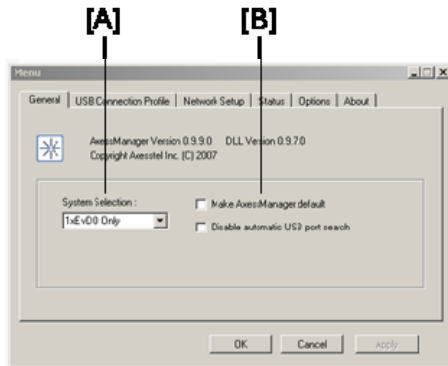 [A] [B]
Menu
General USB Connection Profile Network Setup Status Options About
AxessManager Version 0.9.9.0 DLL Version 0.9.7.0
Copyright Axesstel Inc. (C) 2007
System Selection :
1xEvDO Only
Make AxessManager default
Disable automatic USB port search
OK Cancel Apply